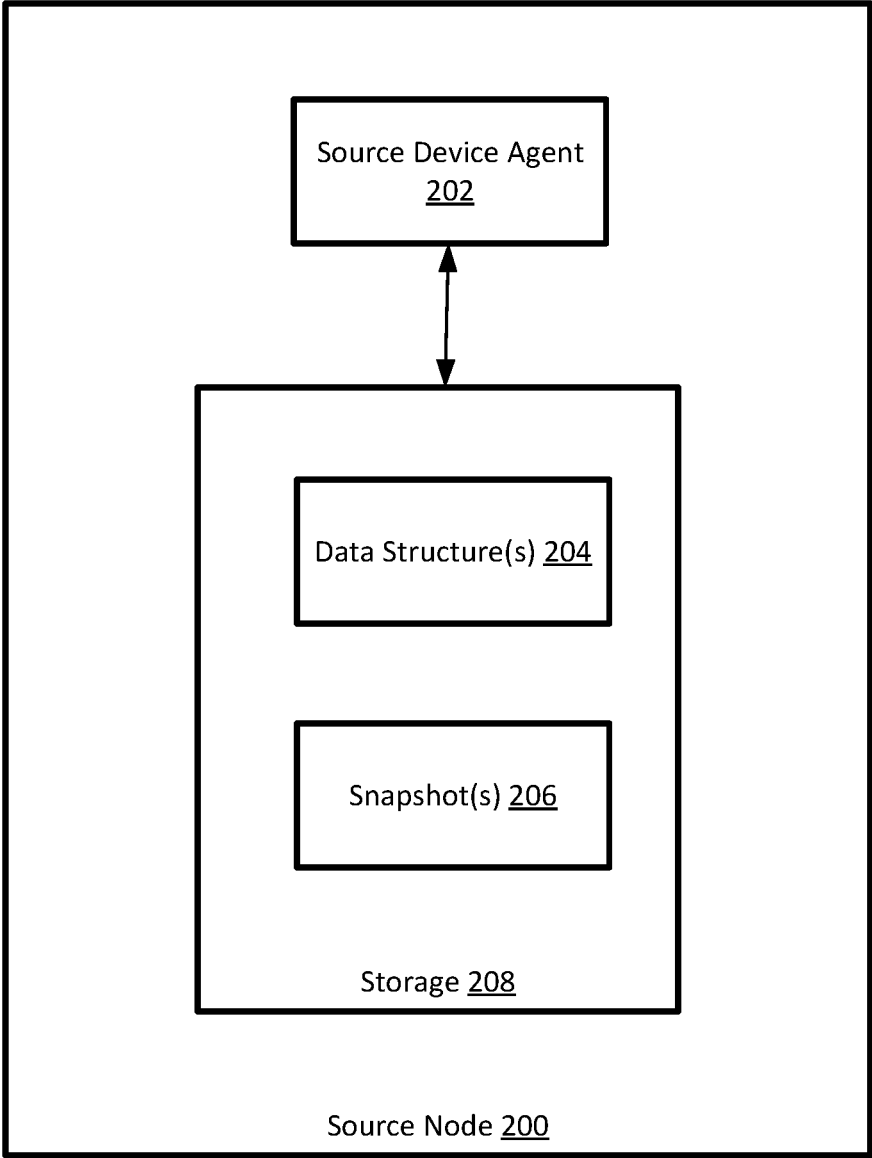 Source Device Agent
202
Data Structure(s) 204
Snapshot(s) 206
Storage 208
Source Node 200